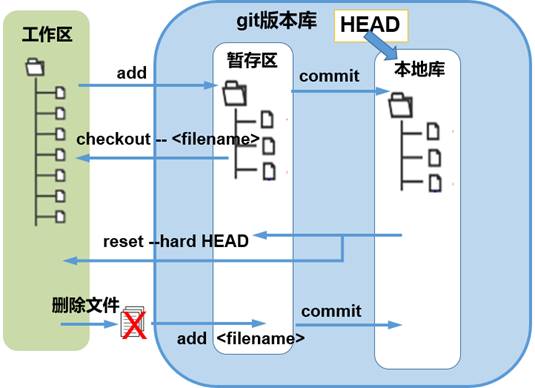 git版本库
HEAD
工作区
暂存区
本地库
add
commit
checkout -- <filename>
reset --hard HEAD
删除文件
X
add <filename>
commit